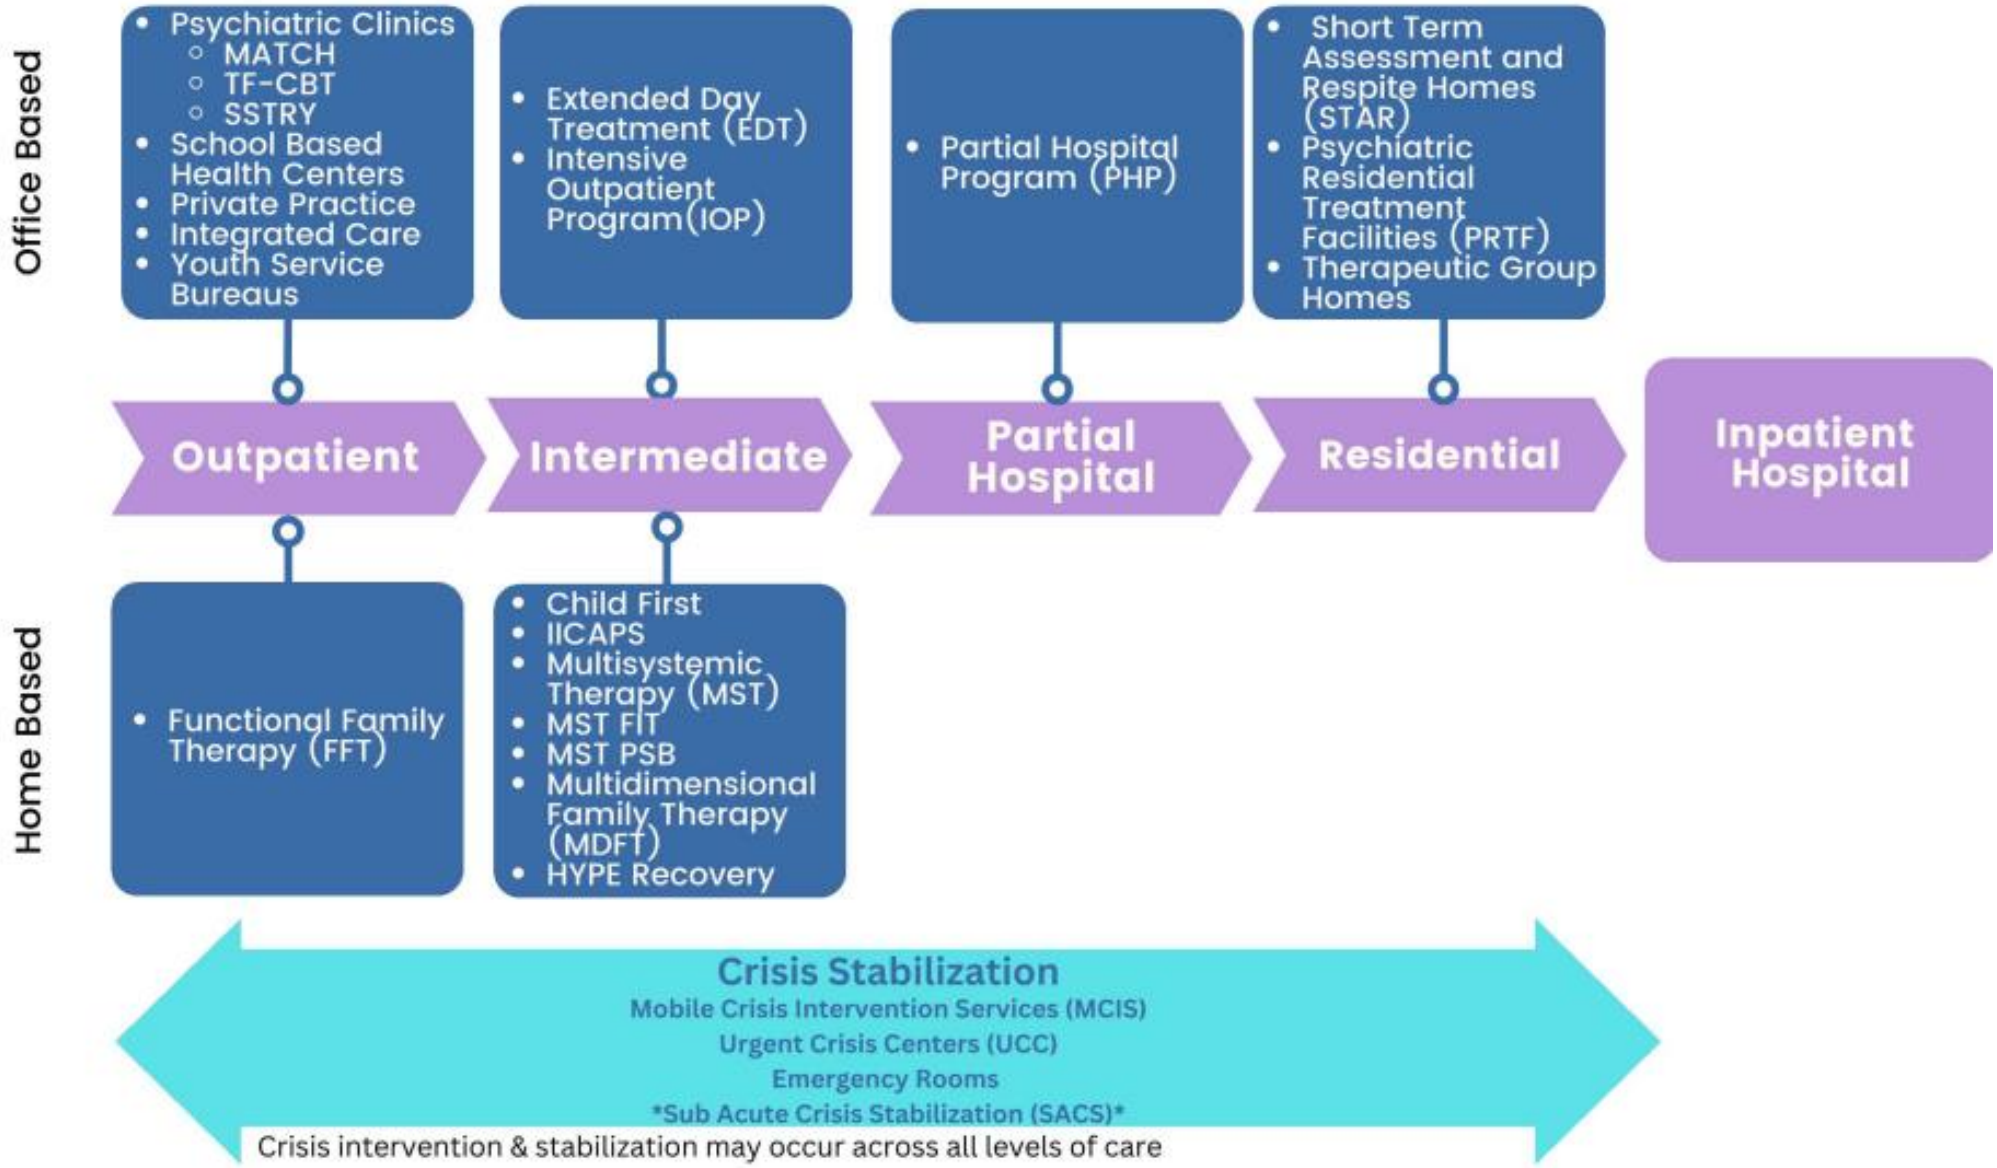 Office Based
Psychiatric Clinics
MATCH
TF-CBT
SSTRY
School Based
Health Centers
Private Practice
Integrated Care
Youth Service
Bureaus
Extended Day
Treatment (EDT)
Intensive
Outpatient
Program(IOP)
Partial Hospital
Program (PHP)
Short Term
Assessment and
Respite Homes
(STAR)
Psychiatric
Residential
Treatment
Facilities (PRTF)
Therapeutic Group
Homes
Outpatient
Intermediate
Partial
Hospital
Residential
Inpatient
Hospital
Home Based
Functional Family
Therapy (FFT)
Child First
IICAPS
Multisystemic
Therapy (MST)
MST FIT
MST PSB
Multidimensional
Family Therapy
(MDFT)
HYPE Recovery
Crisis Stabilization
Mobile Crisis Intervention Services (MCIS)
Urgent Crisis Centers (UCC)
Emergency Rooms
*Sub Acute Crisis Stabilization (SACS)*
Crisis intervention & stabilization may occur across all levels of care